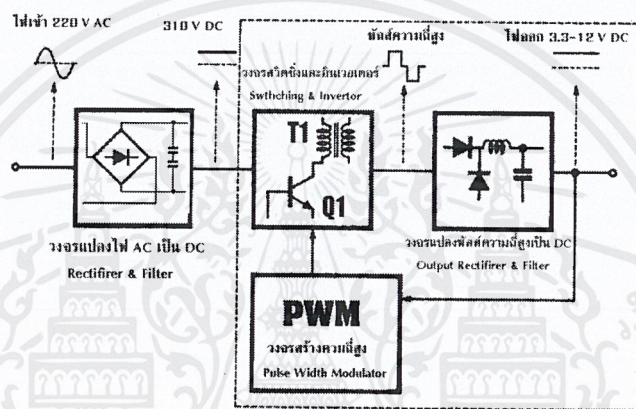 ไฟเข้า 220 V AC
310 V DC
พัลส์ความถี่สูง
ไฟออก 3.3-12 V DC
วงจรสวิตชิ่งและอินเวอเตอร์
Swthching & Invertor
T1
Q1
วงจรแปลงไฟ AC เป็น DC
Rectifirer & Filter
วงจรแปลงพัลส์ความถี่สูงเป็น DC
Output Rectifirer & Filter
PWM
วงจรสร้างความถี่สูง
Pulse Width Modulator